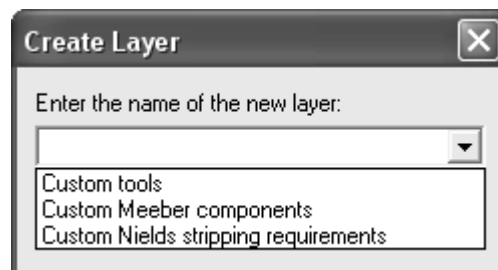 Create Layer
Enter the name of the new layer:
Custom tools
Custom Meeber components
Custom Nields stripping requirements